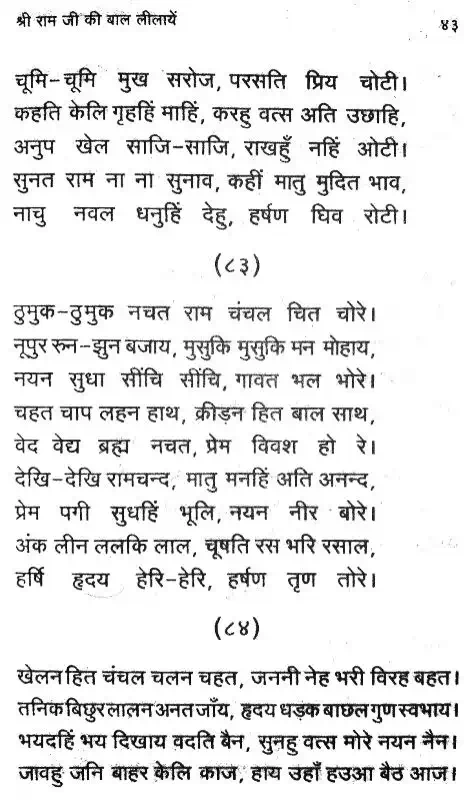 श्री राम जी की बाल लीलायें
४३
चूमि-चूमि मुख सरोज, परसति प्रिय चोटी।
कहति केलि गृहहिं माहिं, करहु वत्स अति उछाहि,
अनुप खेल साजि-साजि, राखहुँ नहिं ओटी।
सुनत राम ना ना सुनाव, कहीं मातु मुदित भाव,
नाचु नवल धनुहिं देहु, हर्षण घिव रोटी।
(८३)
ठुमुक-ठुमुक नचत राम चंचल चित चोरे।
नूपुर रुन-झुन बजाय, मुसुकि मुसुकि मन मोहाय,
नयन सुधा सींचि सींचि, गावत भल भोरे।
चहत चाप लहन हाथ, क्रीड़न हित बाल साथ,
वेद वेद्य ब्रह्म नचत, प्रेम विवश हो रे।
देखि-देखि रामचन्द, मातु मनहिं अति अनन्द,
प्रेम पगी सुधहिं भूलि, नयन नीर बोरे।
अंक लीन ललकि लाल, चूषति रस भरि रसाल,
हर्षि हृदय हेरि-हेरि, हर्षण तृण तोरे।
(८४)
खेलन हित चंचल चलन चहत, जननी नेह भरी विरह बहत।
तनिक बिछुर लालन अनत जाँय, हृदय धड़क बाछल गुण स्वभाय।
भयदहिं भय दिखाय वदति बैन, सुनहु वत्स मोरे नयन नैन।
जावहु जनि बाहर केलि काज, हाय उहाँ हउआ बैठ आज।